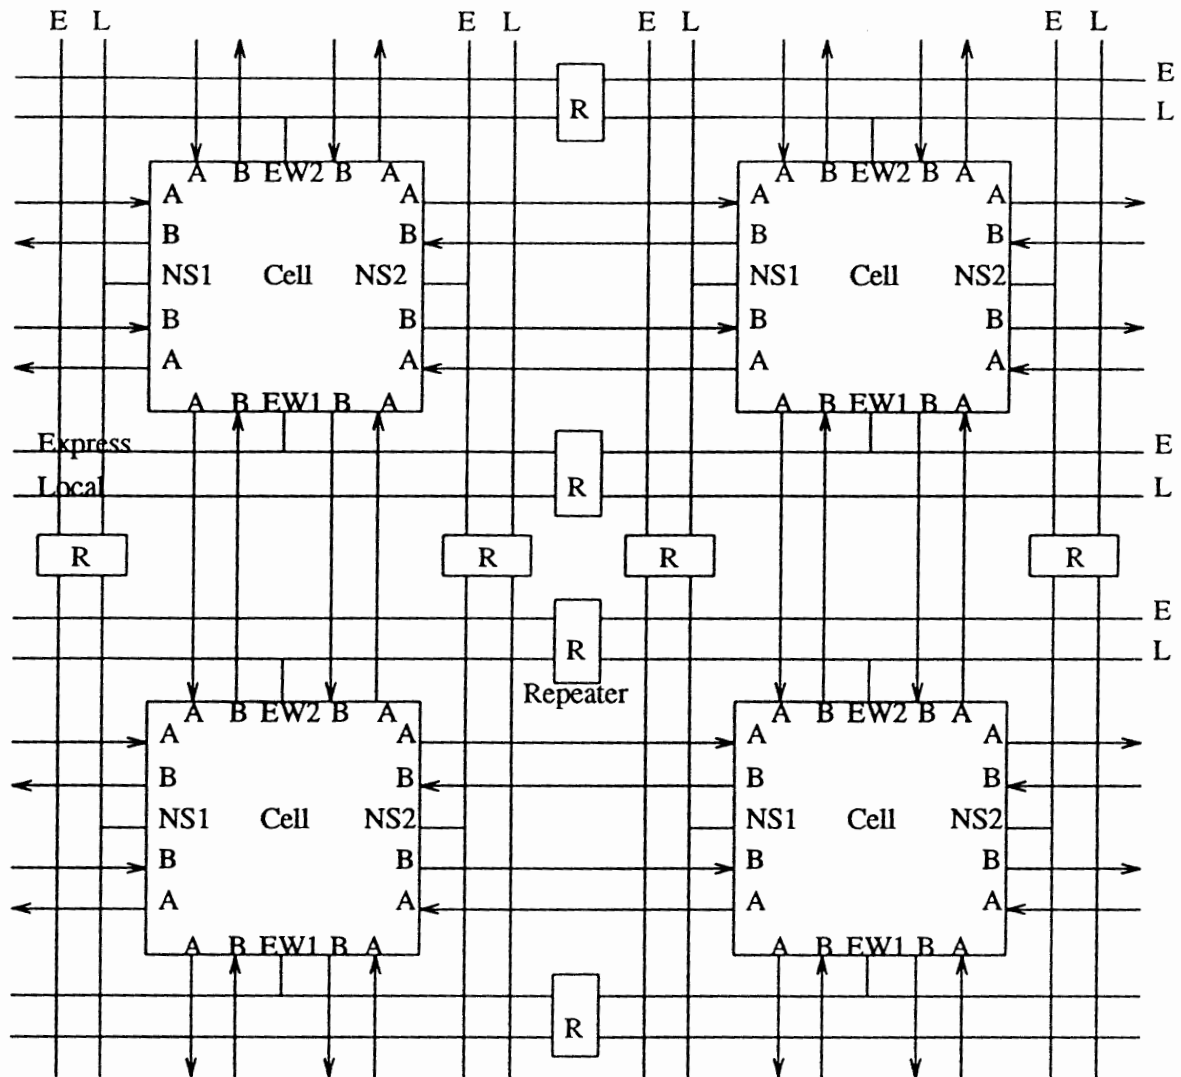 E L E L E L E L
E
R
L
A B EW2 B A A B EW2 B A
A A A A
B B B B
NS1 Cell NS2 NS1 Cell NS2
B B B B
A A A A
A B EW1 B A A B EW1 B A
Express E
Local R L
R R R R
E
R L
Repeater
A B EW2 B A A B EW2 B A
A A A A
B B B B
NS1 Cell NS2 NS1 Cell NS2
B B B B
A A A A
A B EW1 B A A B EW1 B A
R